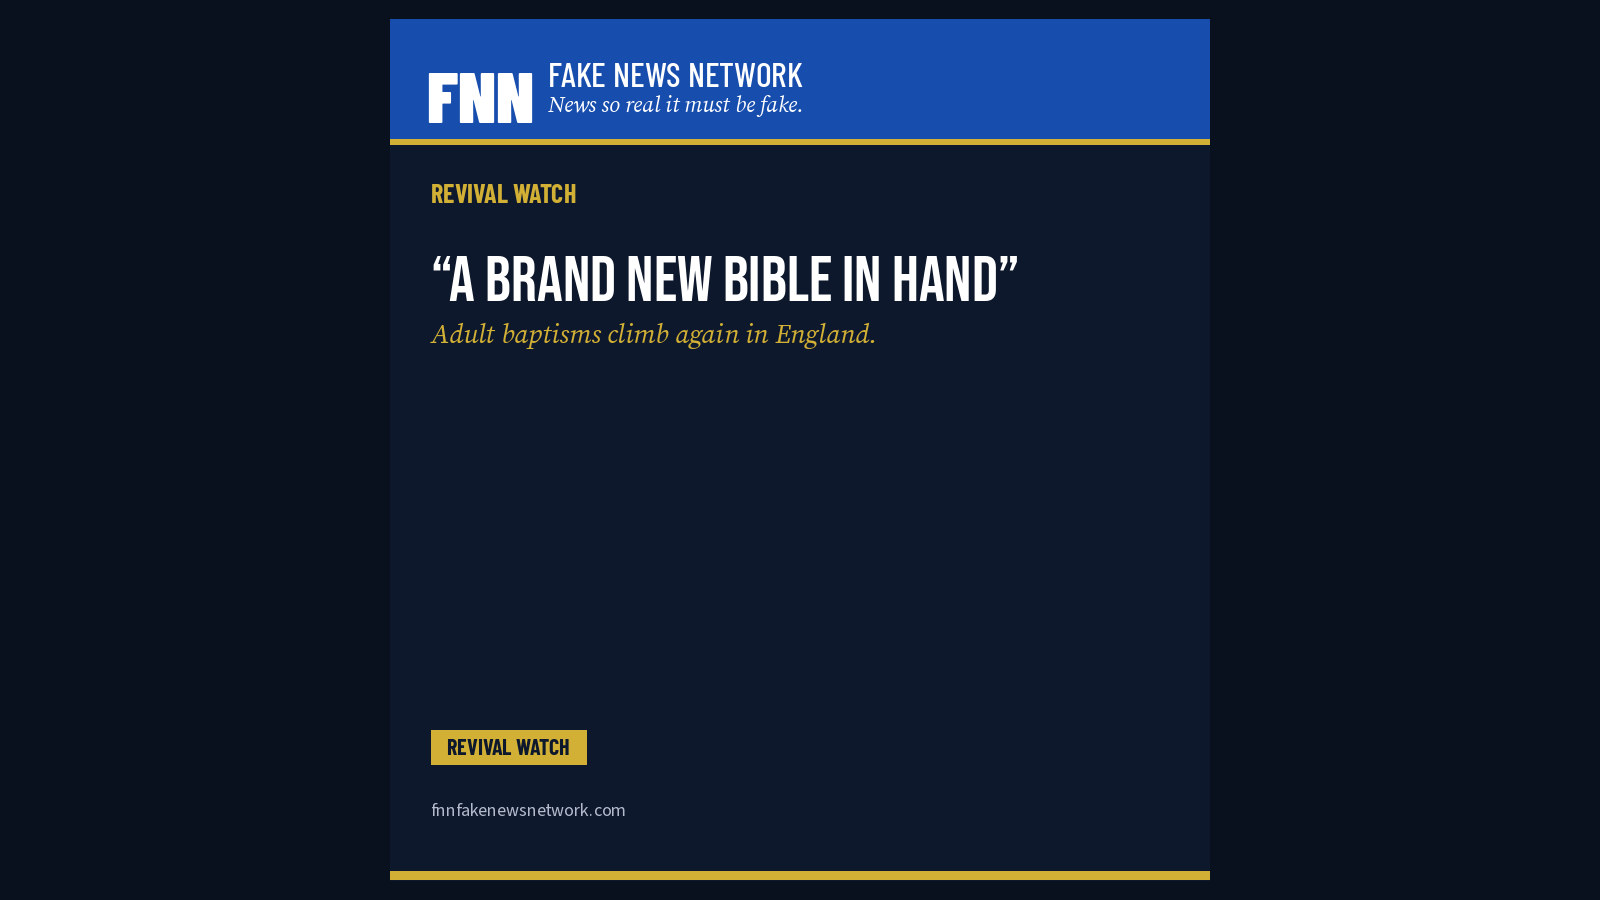 FNN
FAKE NEWS NETWORK
News so real it must be fake.
REVIVAL WATCH
“A BRAND NEW BIBLE IN HAND”
Adult baptisms climb again in England.
REVIVAL WATCH
fnnfakenewsnetwork.com